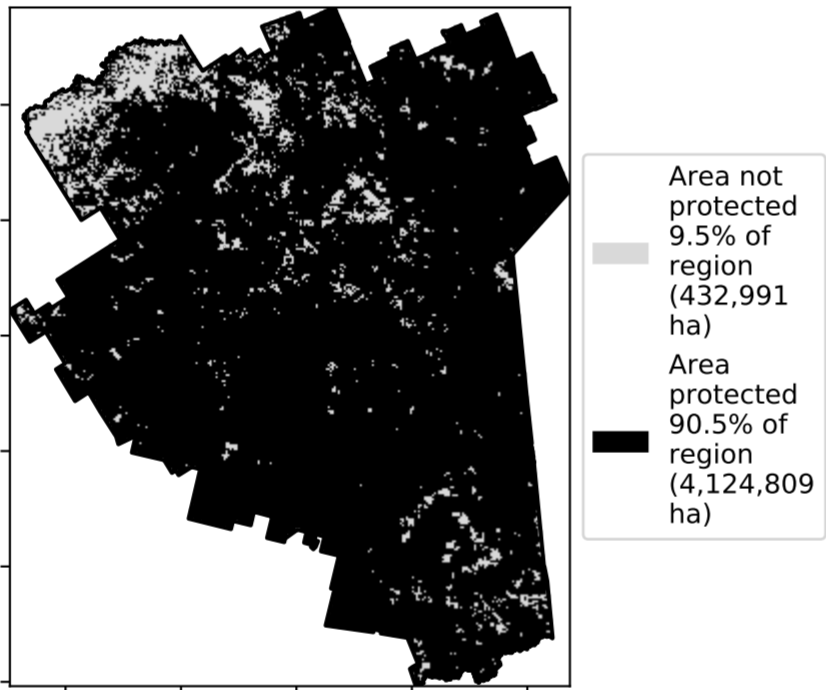 Area not
protected
9.5% of
region
(432,991
ha)
Area
protected
90.5% of
region
(4,124,809
ha)